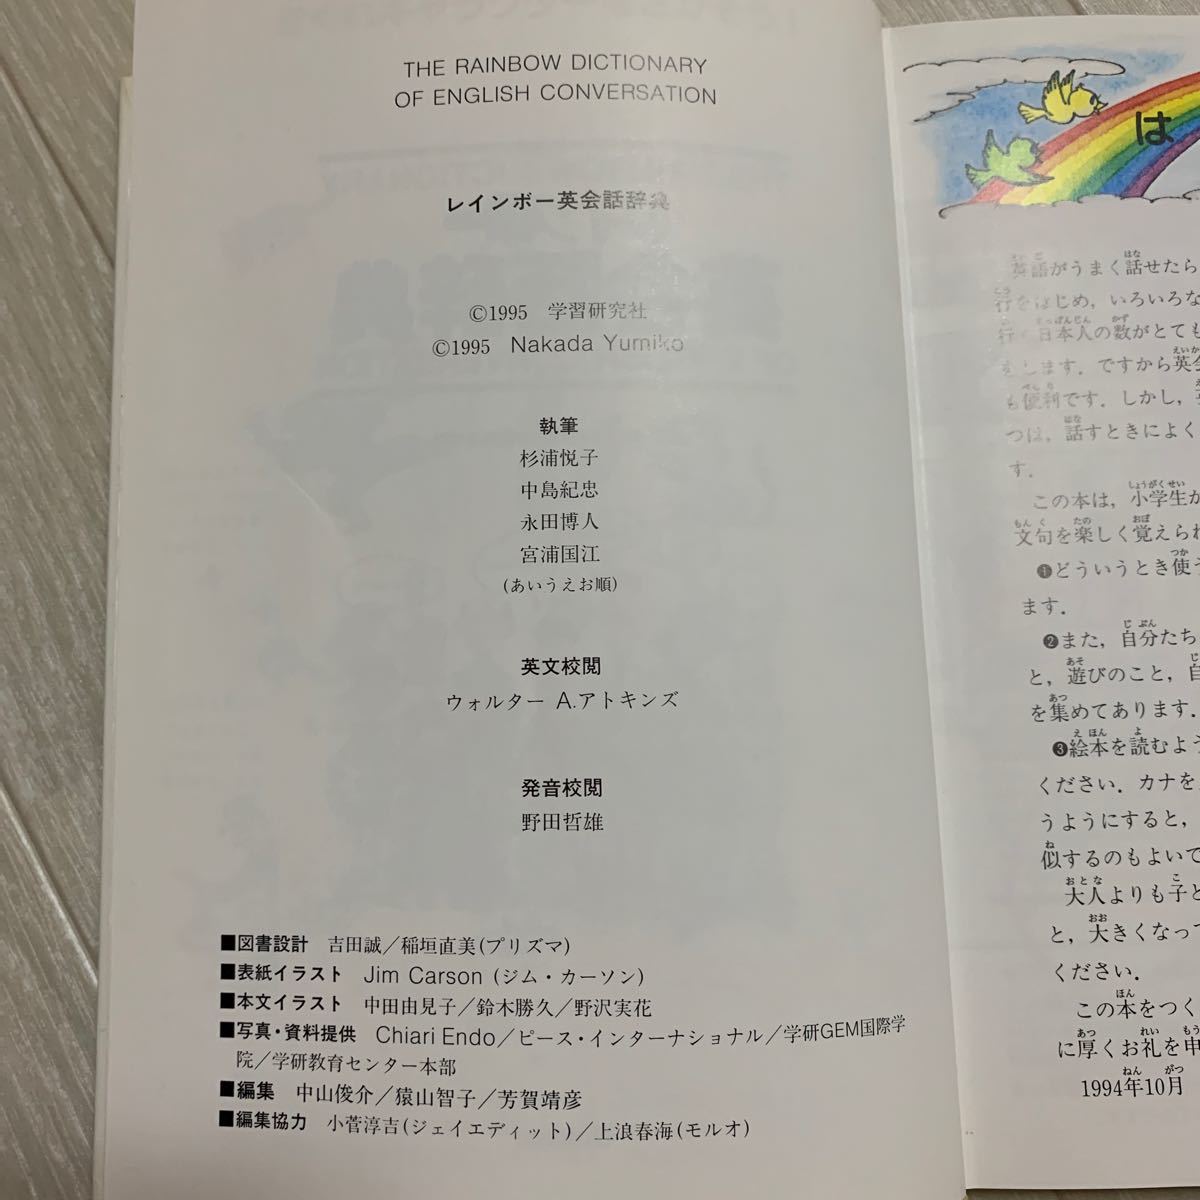 THE RAINBOW DICTIONARY
OF ENGLISH CONVERSATION
レインボー英会話辞典
©1995 学習研究社
©1995 Nakada Yumiko
執筆
杉浦悦子
中島紀忠
永田博人
宮浦国江
(あいうえお順)
英文校閲
ウォルター A.アトキンズ
発音校閲
野田哲雄
■図書設計 吉田誠／稲垣直美(プリズマ)
■表紙イラスト Jim Carson (ジム・カーソン)
■本文イラスト 中田由見子／鈴木勝久／野沢実花
■写真・資料提供 Chiari Endo／ピース・インターナショナル／学研GEM国際学
院／学研教育センター本部
■編集 中山俊介／猿山智子／芳賀靖彦
■編集協力 小菅淳吉(ジェイエディット)／上浪春海(モルオ)
は
英語がうまく話せたら
行をはじめ，いろいろな
行く日本人の数がとても
します．ですから英会
も便利です．しかし，
つは，話すときによく
す．
この本は，小学生が
文句を楽しく覚えられ
❶どういうとき使う
ます．
❷また，自分たち
と，遊びのこと，自
を集めてあります．
❸絵本を読むよう
ください．カナを
うようにすると，
似するのもよいで
大人よりも子と
と，大きくなって
ください．
この本をつく
に厚くお礼を申
1994年10月